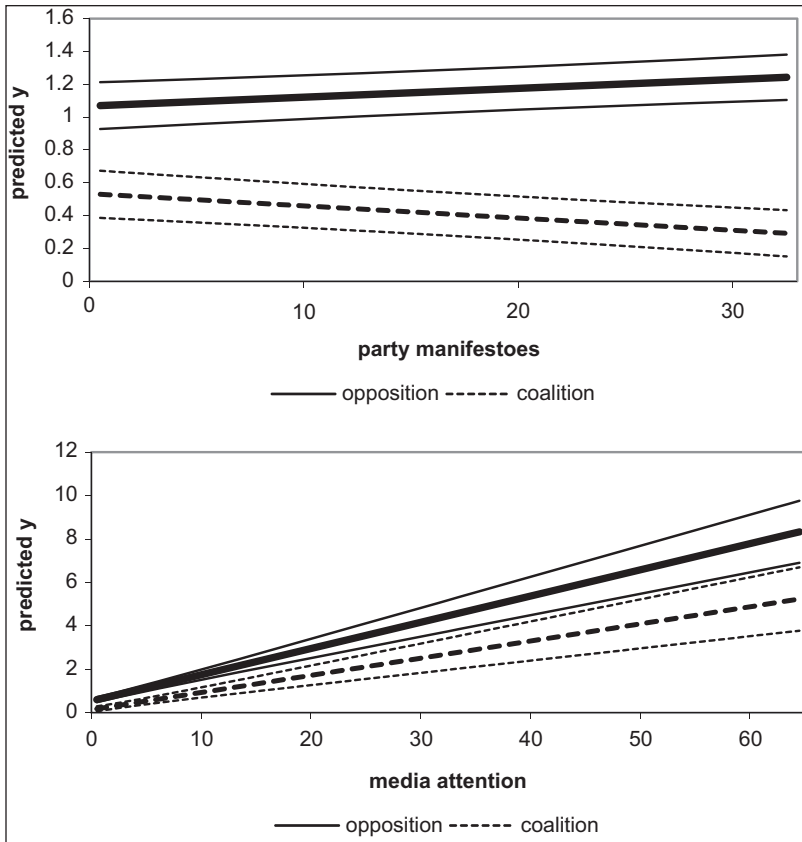 1.6
1.4
1.2
1
0.8
0.6
0.4
0.2
0
predicted y
0 10 20 30
party manifestoes
opposition coalition
12
10
8
6
4
2
0
predicted y
0 10 20 30 40 50 60
media attention
opposition coalition